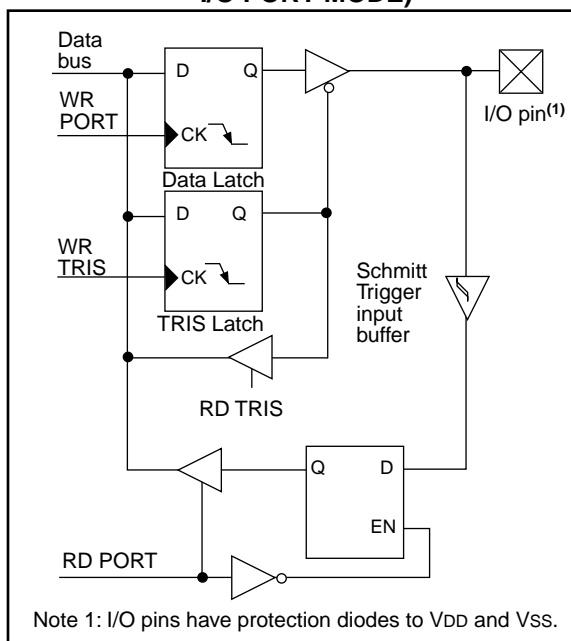 I/O PORT MODE)
Data
bus
D
Q
WR
PORT
CK
I/O pin(1)
Data Latch
D
Q
WR
TRIS
CK
Schmitt
Trigger
input
buffer
TRIS Latch
RD TRIS
Q
D
EN
RD PORT
Note 1: I/O pins have protection diodes to VDD and VSS.